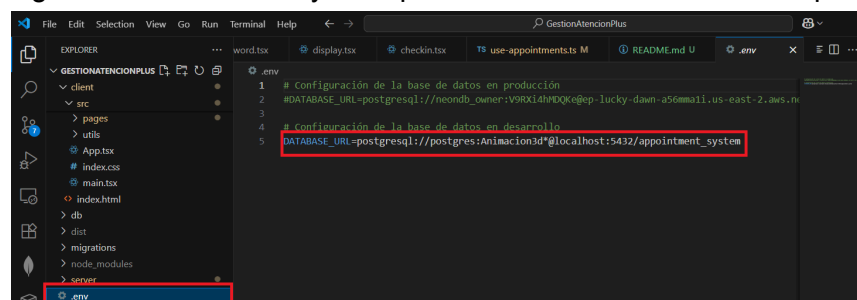 File Edit Selection View Go Run Terminal Help
GestionAtencionPlus
EXPLORER
word.tsx
display.tsx
checkin.tsx
TS use-appointments.ts M
README.md U
.env
GESTIONATENCIONPLUS
.env
client
src
pages
utils
App.tsx
# index.css
main.tsx
index.html
db
dist
migrations
node_modules
server
.env
1 # Configuración de la base de datos en producción
2 #DATABASE_URL=postgresql://neondb_owner:V9RXi4hMDQKe@ep-lucky-dawn-a56mma1i.us-east-2.aws.ne
3
4 # Configuración de la base de datos en desarrollo
5 DATABASE_URL=postgresql://postgres:Animacion3d*@localhost:5432/appointment_system
7